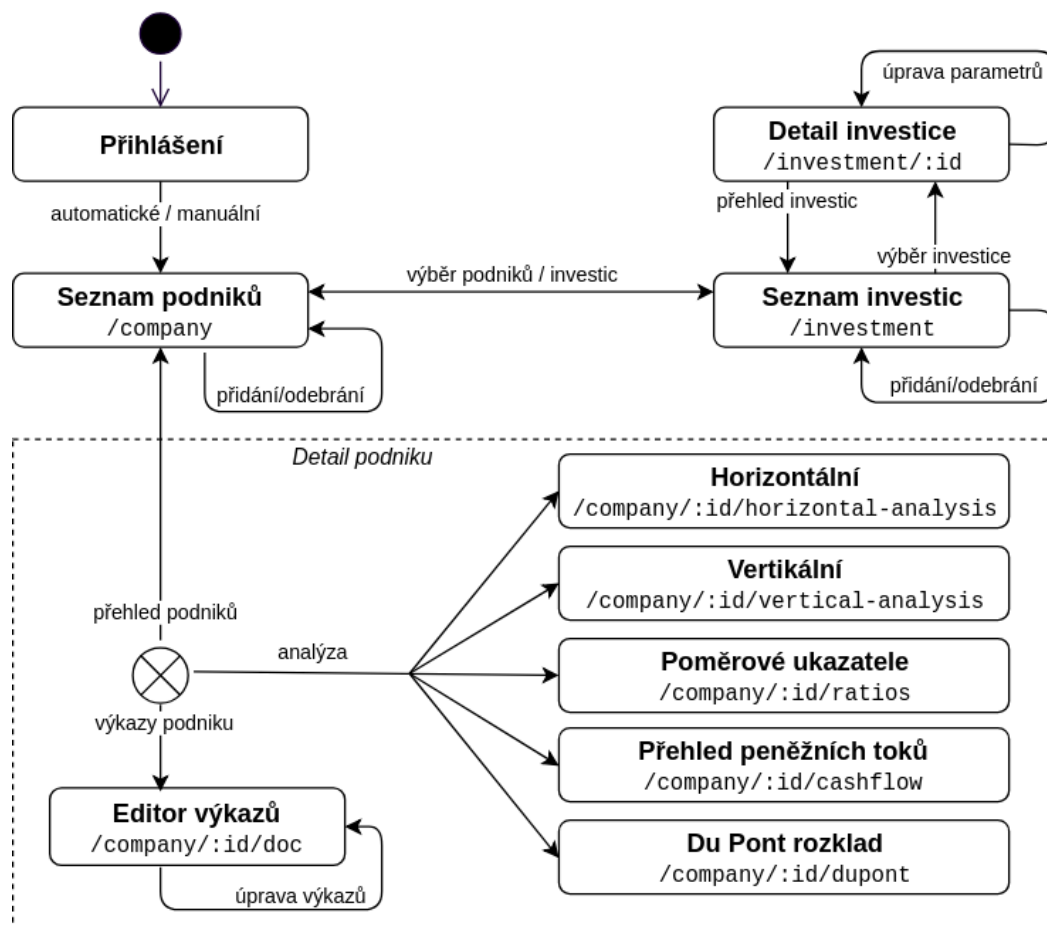 úprava parametrů
Přihlášení
Detail investice
/investment/:id
automatické / manuální
přehled investic
výběr investice
výběr podniků / investic
Seznam podniků
/company
Seznam investic
/investment
přidání/odebrání
přidání/odebrání
Detail podniku
Horizontální
/company/:id/horizontal-analysis
Vertikální
/company/:id/vertical-analysis
přehled podniků
analýza
Poměrové ukazatele
/company/:id/ratios
výkazy podniku
Přehled peněžních toků
/company/:id/cashflow
Editor výkazů
/company/:id/doc
Du Pont rozklad
/company/:id/dupont
úprava výkazů